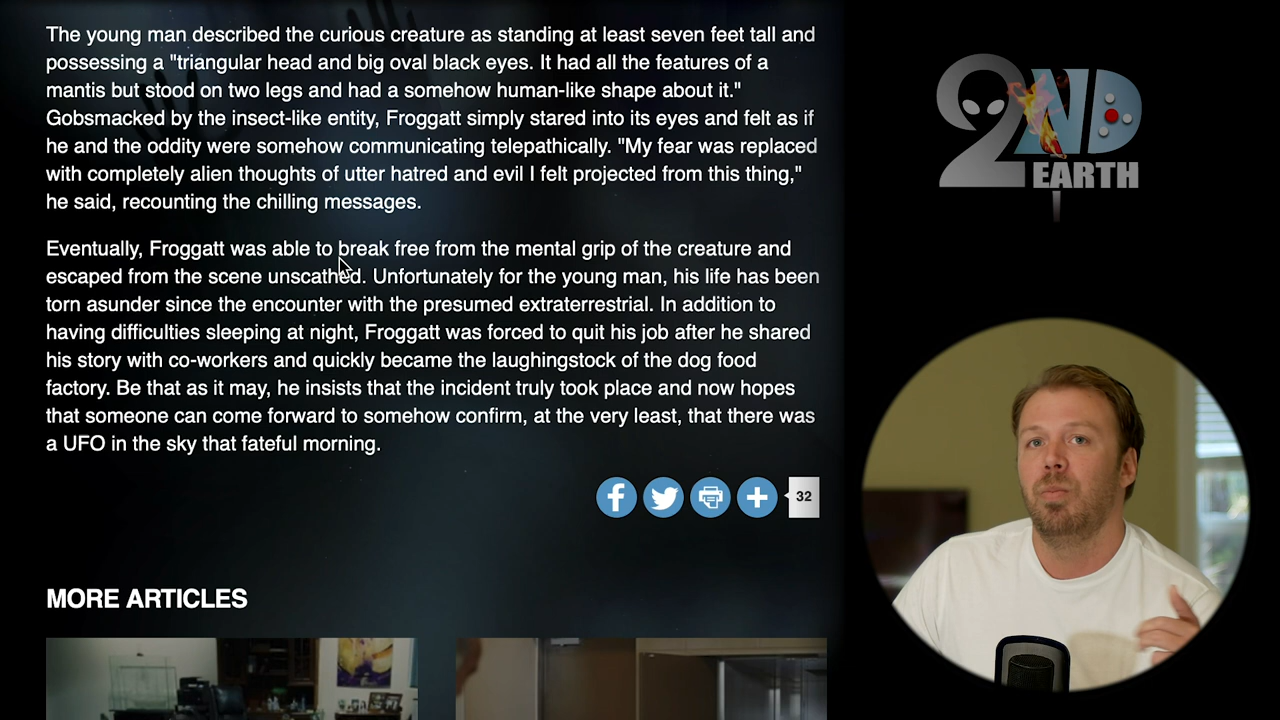 The young man described the curious creature as standing at least seven feet tall and
possessing a "triangular head and big oval black eyes. It had all the features of a
mantis but stood on two legs and had a somehow human-like shape about it."
Gobsmacked by the insect-like entity, Froggatt simply stared into its eyes and felt as if
he and the oddity were somehow communicating telepathically. "My fear was replaced
with completely alien thoughts of utter hatred and evil I felt projected from this thing,"
he said, recounting the chilling messages.
Eventually, Froggatt was able to break free from the mental grip of the creature and
escaped from the scene unscathed. Unfortunately for the young man, his life has been
torn asunder since the encounter with the presumed extraterrestrial. In addition to
having difficulties sleeping at night, Froggatt was forced to quit his job after he shared
his story with co-workers and quickly became the laughingstock of the dog food
factory. Be that as it may, he insists that the incident truly took place and now hopes
that someone can come forward to somehow confirm, at the very least, that there was
a UFO in the sky that fateful morning.
32
MORE ARTICLES
2ND
EARTH